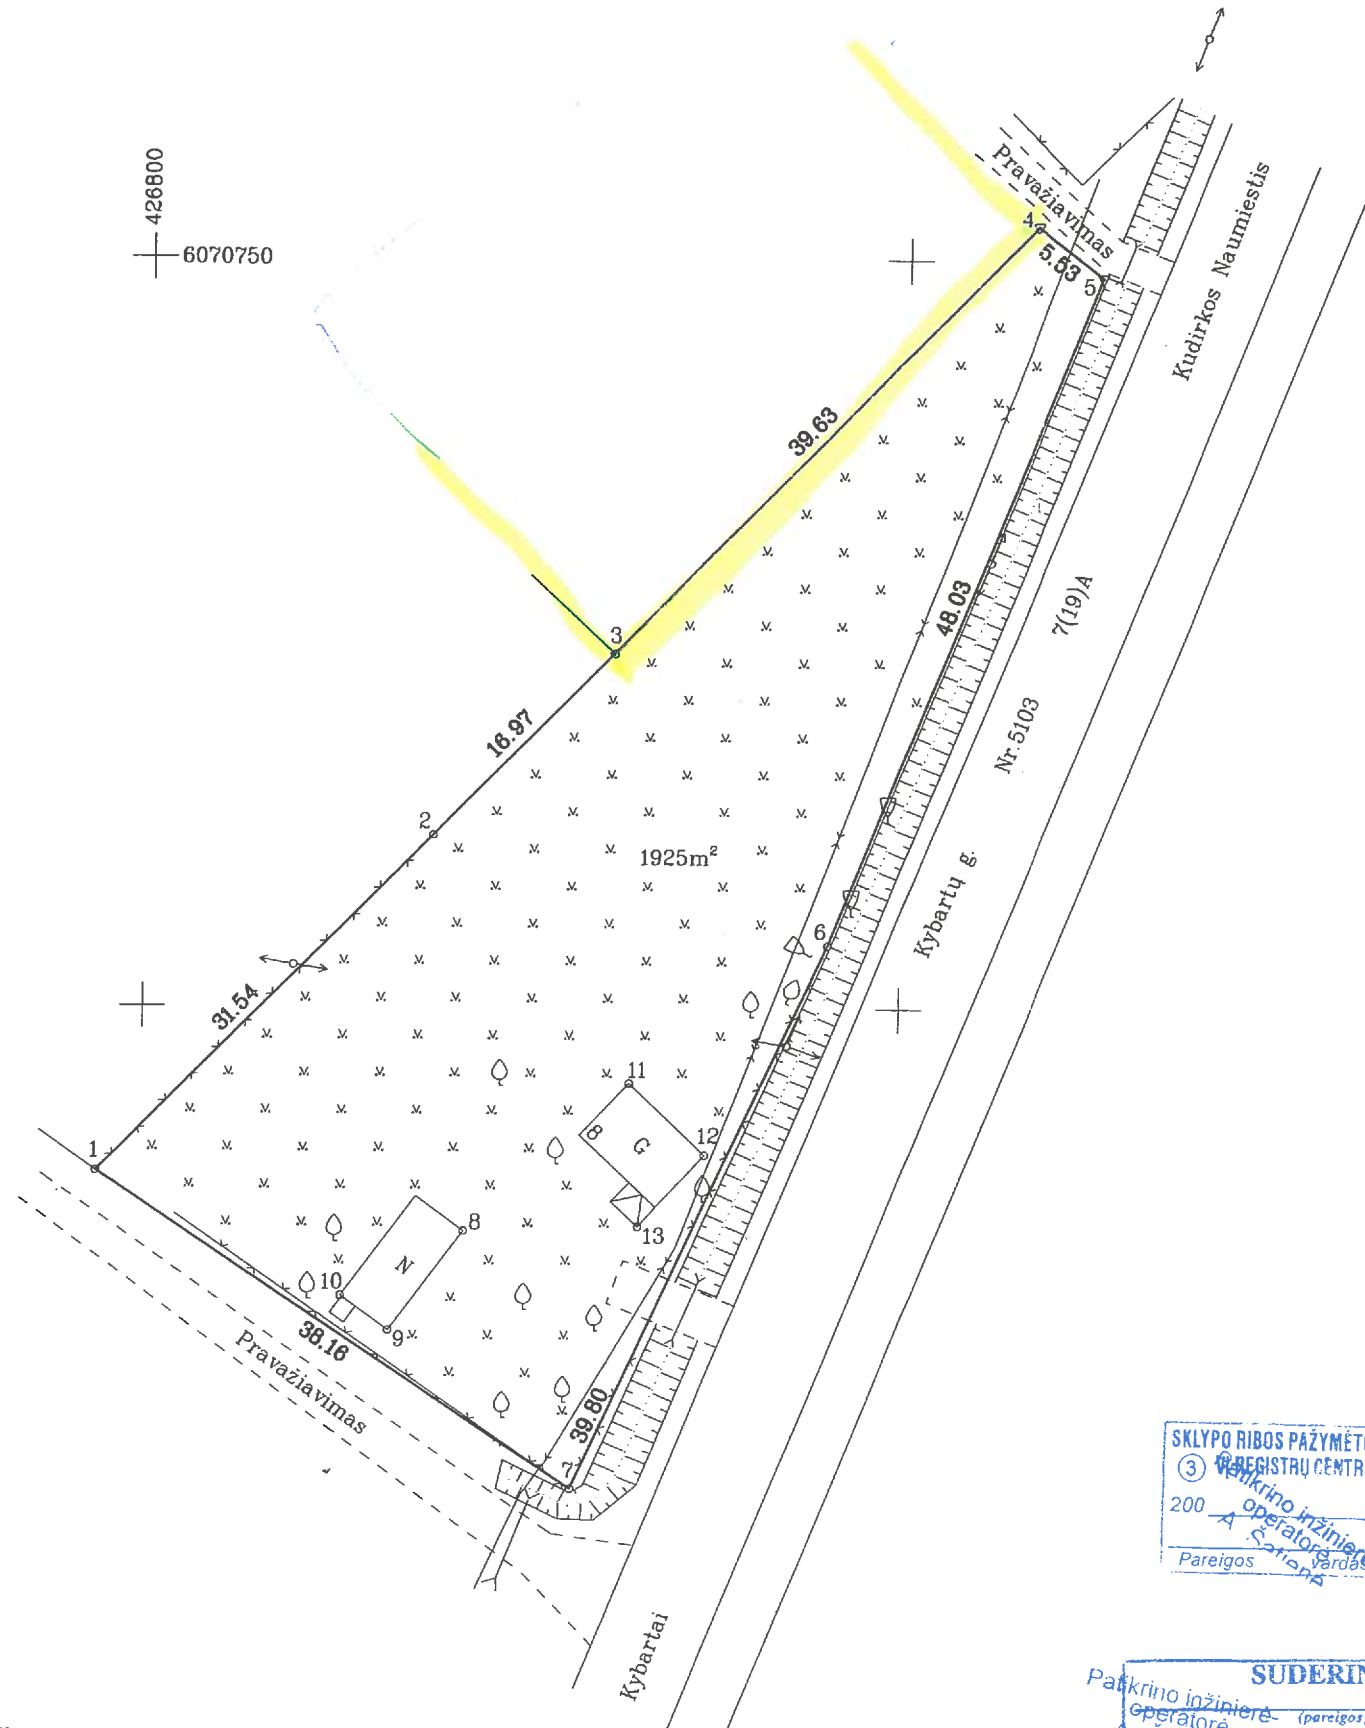 426800
6070750
Pravažiavimas
4
5.53
5
Kudirkos Naumiestis
39.63
3
48.03
7(19)A
16.97
Nr. 5103
2
1925m²
Kybartų g.
6
31.54
11
8
G
12
1
13
8
N
10
9
38.16
Pravažiavimas
39.80
7
Kybartai
SKLYPO RIBOS PAŽYMĖT
3 VĮ REGISTRŲ CENTR
Patikrino inžinierė
operatorė
200
A
Pareigos
vardas
SUDERIN
Patikrino inžinierė-
operatorė
(pareigos,